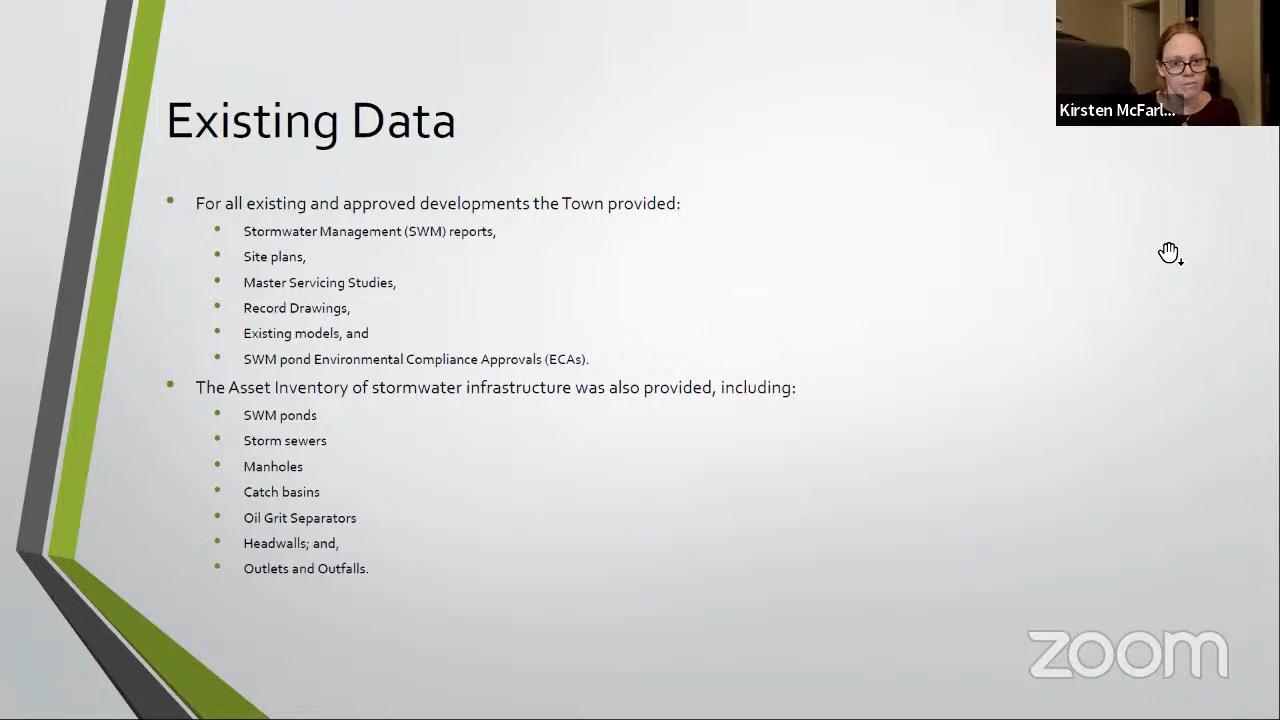 Kirsten McFarl...
Existing Data
• For all existing and approved developments the Town provided:
• Stormwater Management (SWM) reports,
• Site plans,
• Master Servicing Studies,
• Record Drawings,
• Existing models, and
• SWM pond Environmental Compliance Approvals (ECAs).
• The Asset Inventory of stormwater infrastructure was also provided, including:
• SWM ponds
• Storm sewers
• Manholes
• Catch basins
• Oil Grit Separators
• Headwalls; and,
• Outlets and Outfalls.
zoom